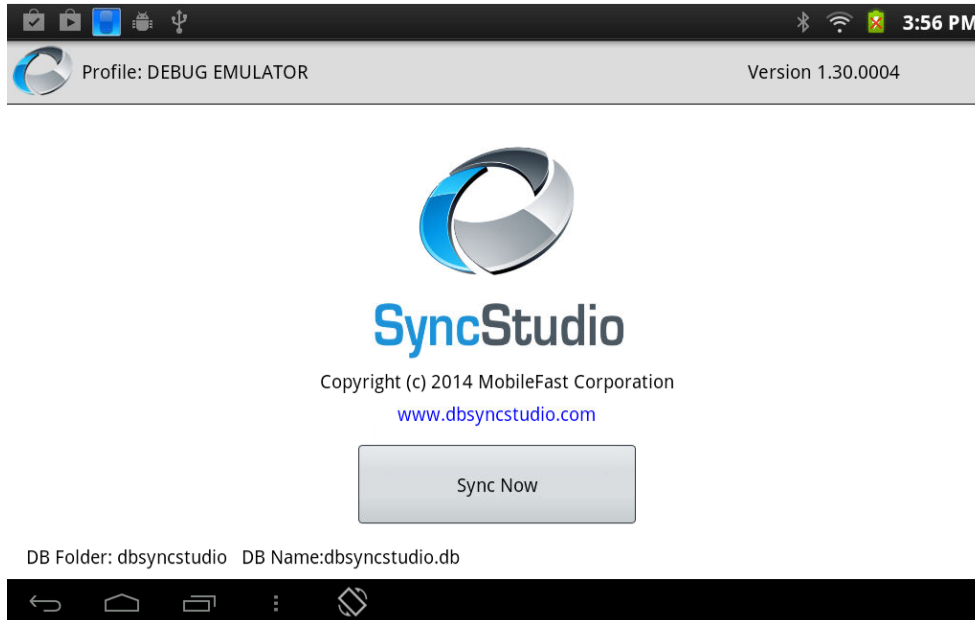 3:56 PM
Profile: DEBUG EMULATOR
Version 1.30.0004
SyncStudio
Copyright (c) 2014 MobileFast Corporation
www.dbsyncstudio.com
Sync Now
DB Folder: dbsyncstudio DB Name:dbsyncstudio.db